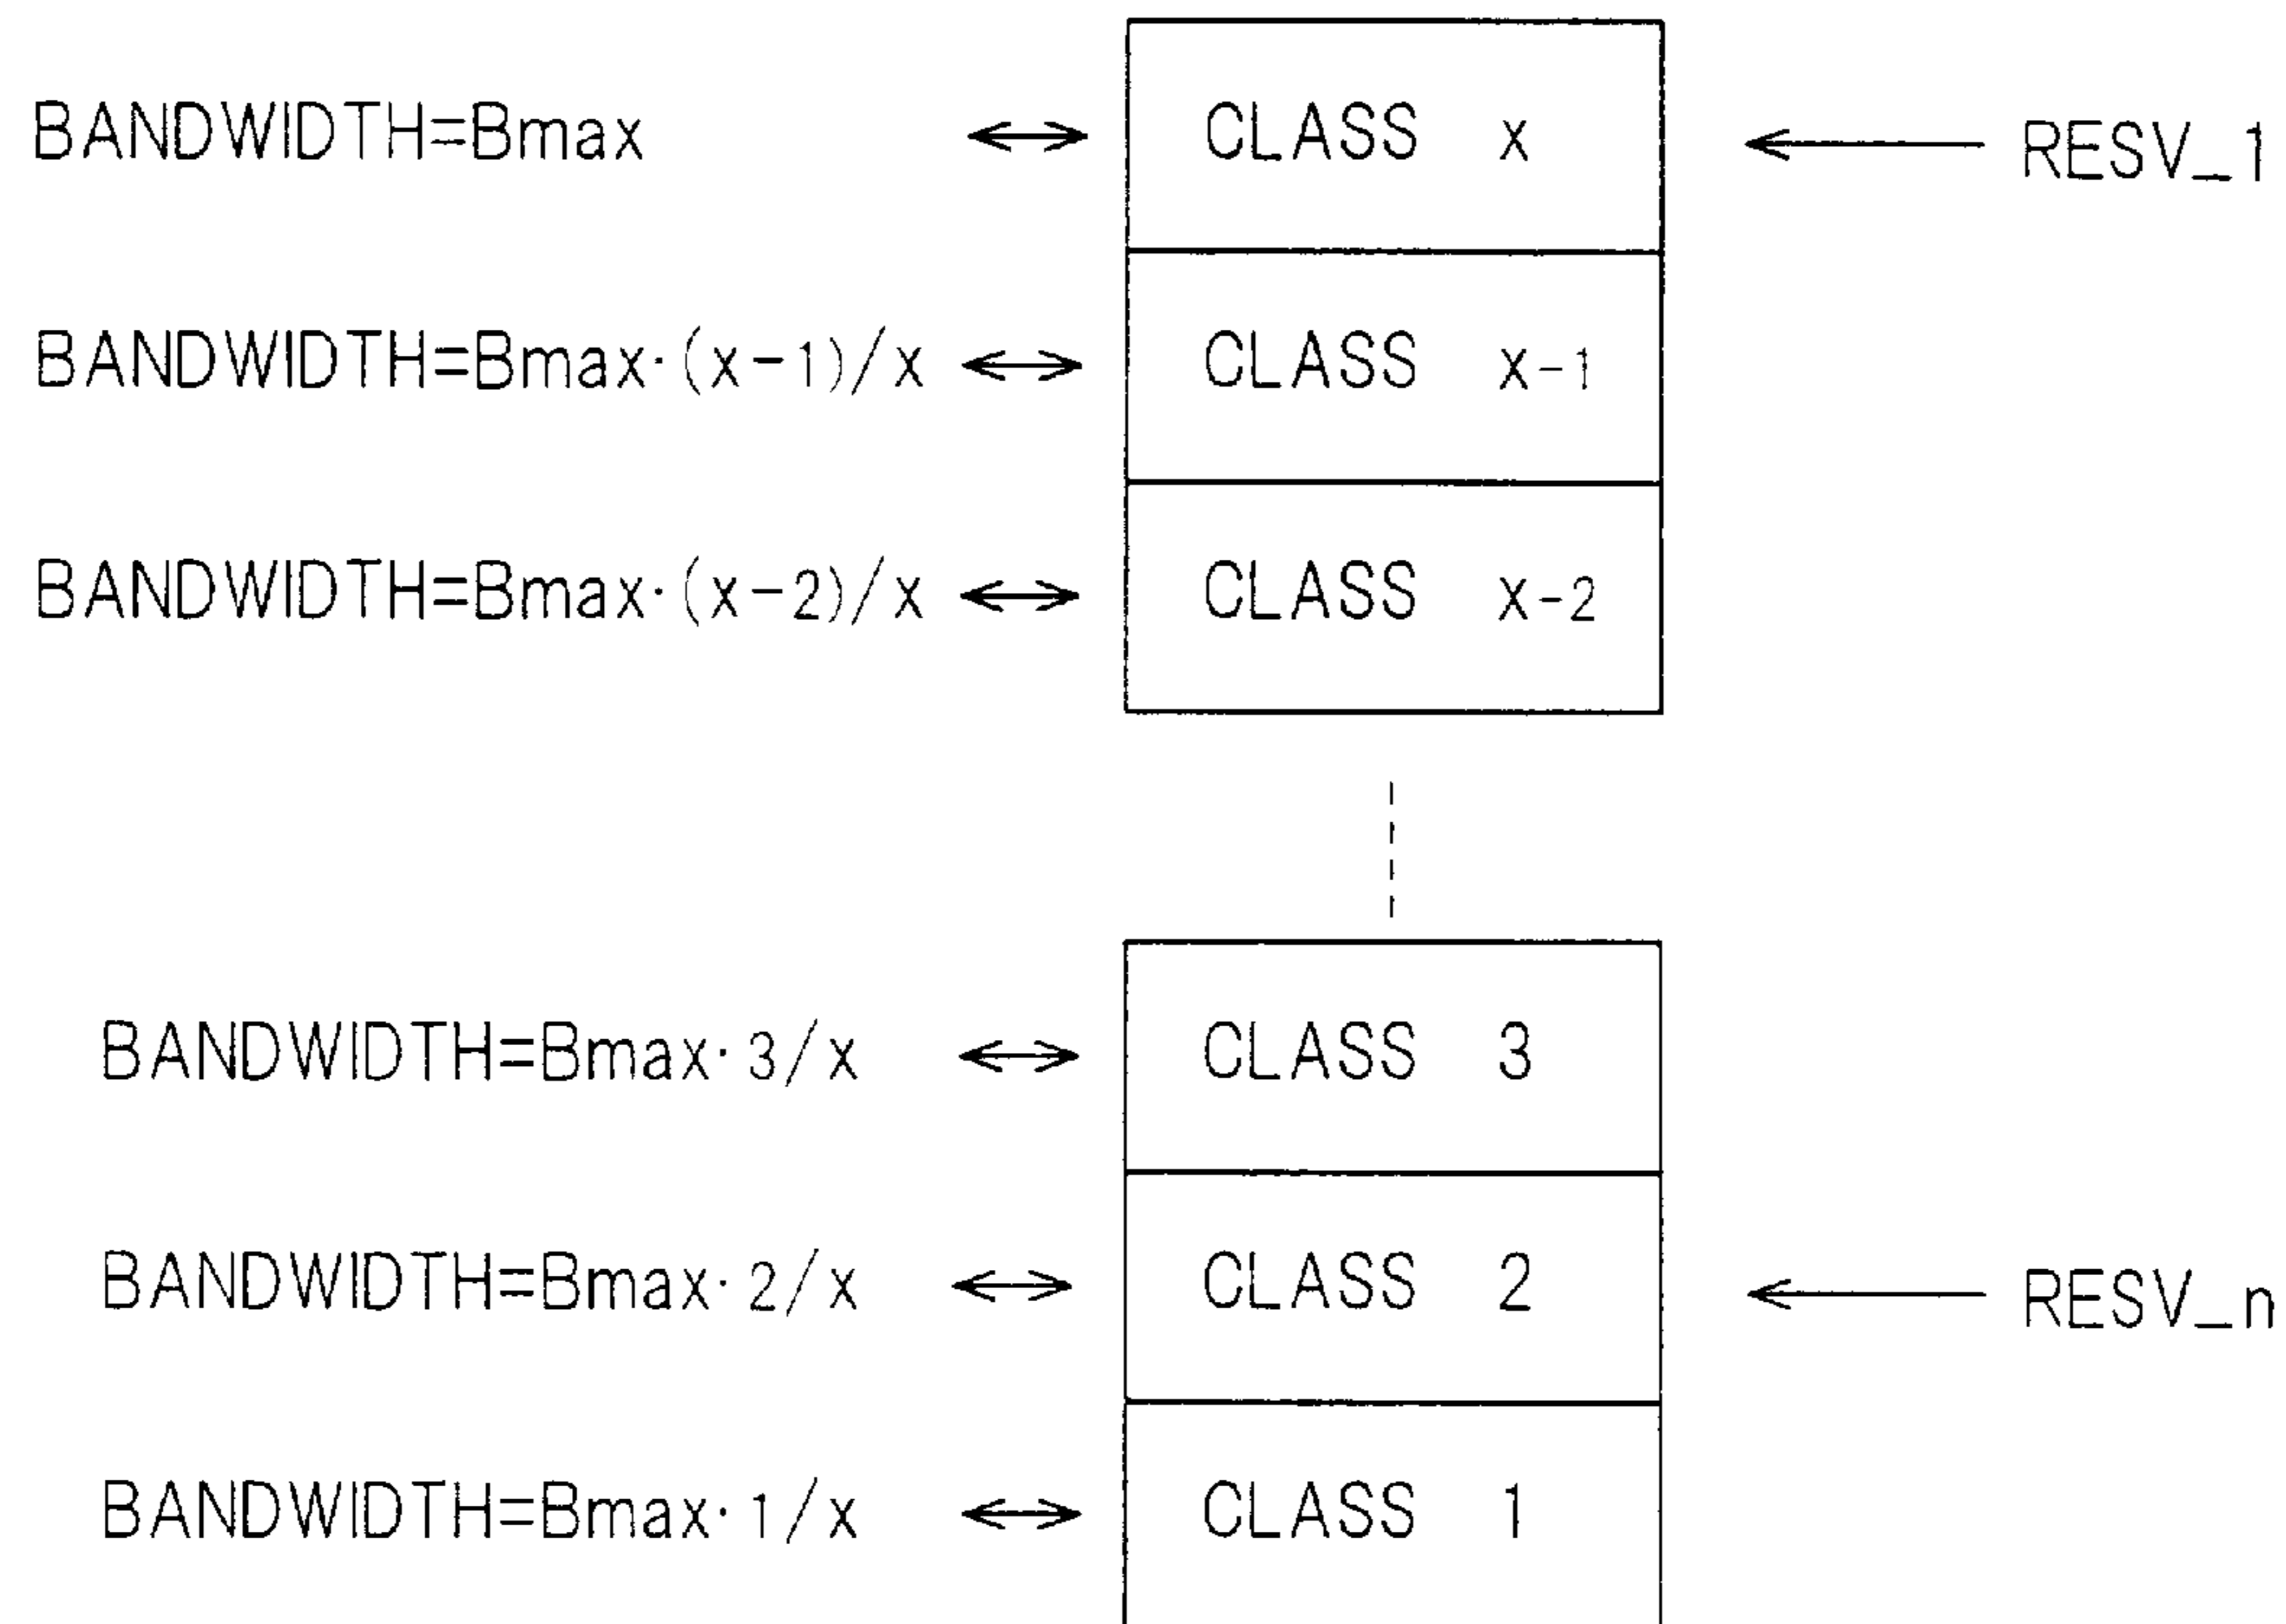 BANDWIDTH=Bmax CLASS x RESV_1
BANDWIDTH=Bmax·(x-1)/x CLASS x-1
BANDWIDTH=Bmax·(x-2)/x CLASS x-2
BANDWIDTH=Bmax·3/x CLASS 3
BANDWIDTH=Bmax·2/x CLASS 2 RESV_n
BANDWIDTH=Bmax·1/x CLASS 1